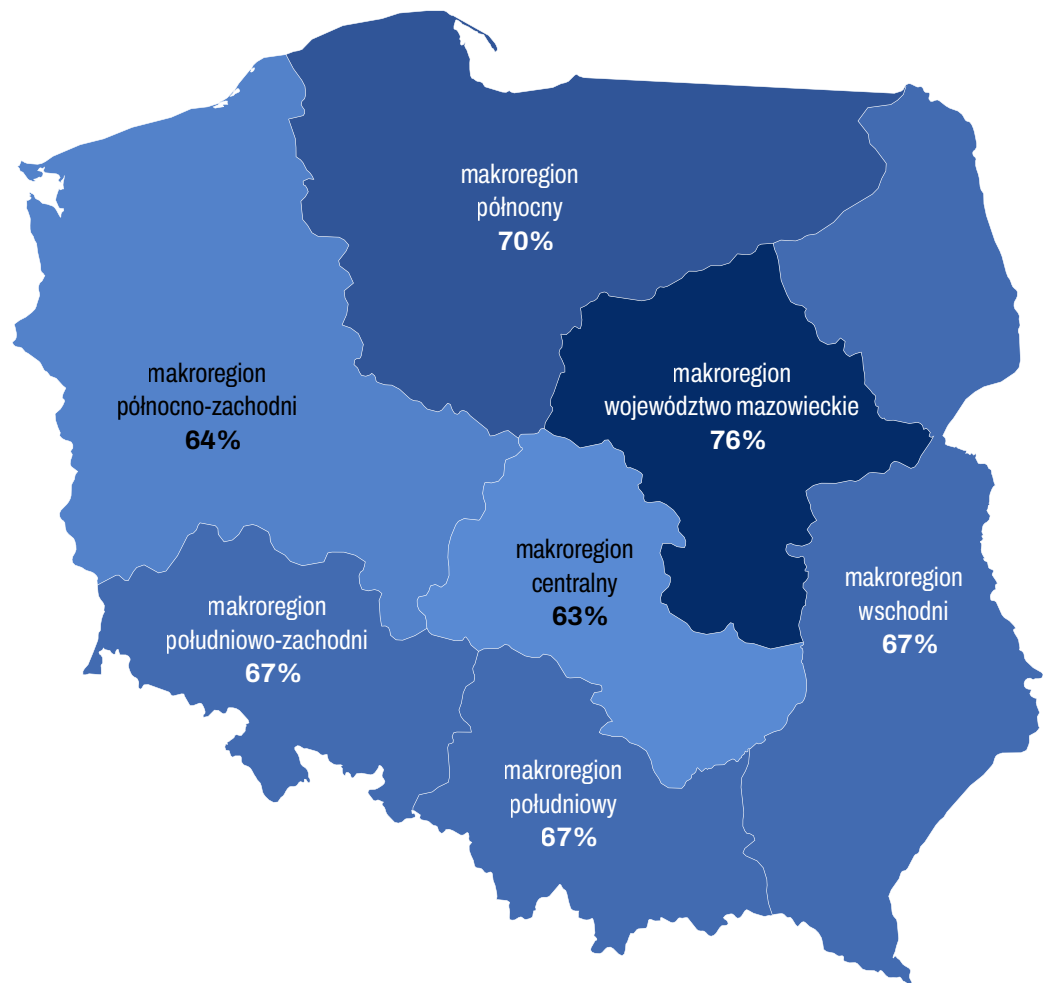 makroregion
północny
70%
makroregion
północno-zachodni
64%
makroregion
województwo mazowieckie
76%
makroregion
centralny
63%
makroregion
wschodni
67%
makroregion
południowo-zachodni
67%
makroregion
południowy
67%